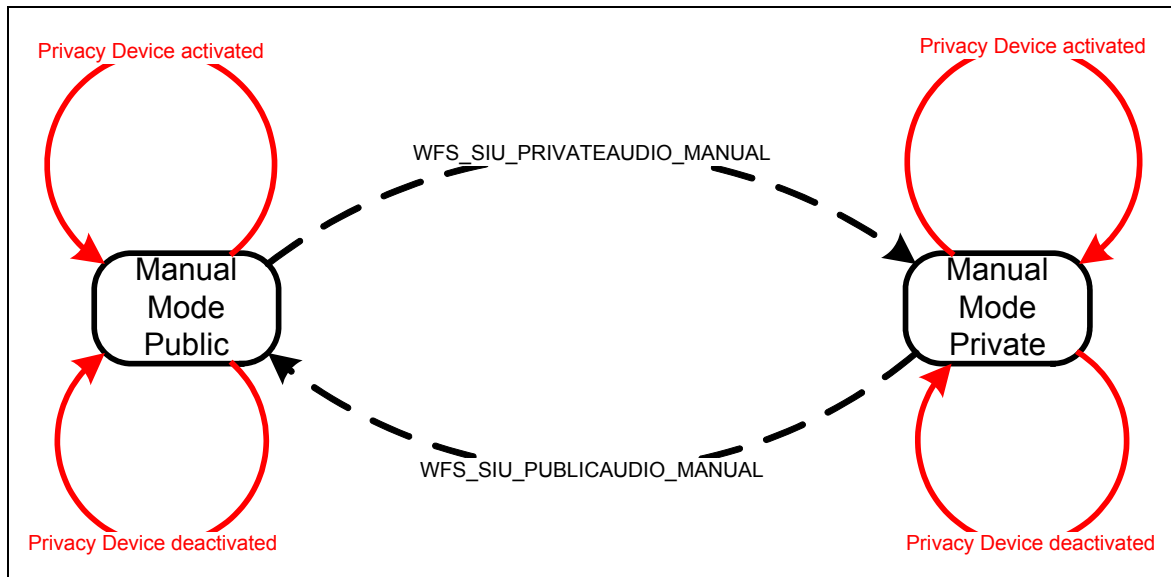 Privacy Device activated
Privacy Device activated
WFS_SIU_PRIVATEAUDIO_MANUAL
Manual
Mode
Public
Manual
Mode
Private
WFS_SIU_PUBLICAUDIO_MANUAL
Privacy Device deactivated
Privacy Device deactivated